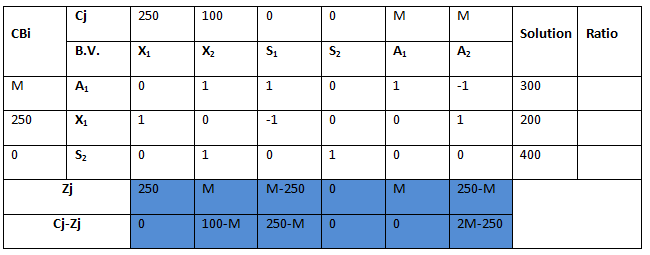 CBi Cj 250 100 0 0 M M Solution Ratio
B.V. X1 X2 S1 S2 A1 A2
M A1 0 1 1 0 1 -1 300
250 X1 1 0 -1 0 0 1 200
0 S2 0 1 0 1 0 0 400
Zj 250 M M-250 0 M 250-M
Cj-Zj 0 100-M 250-M 0 0 2M-250